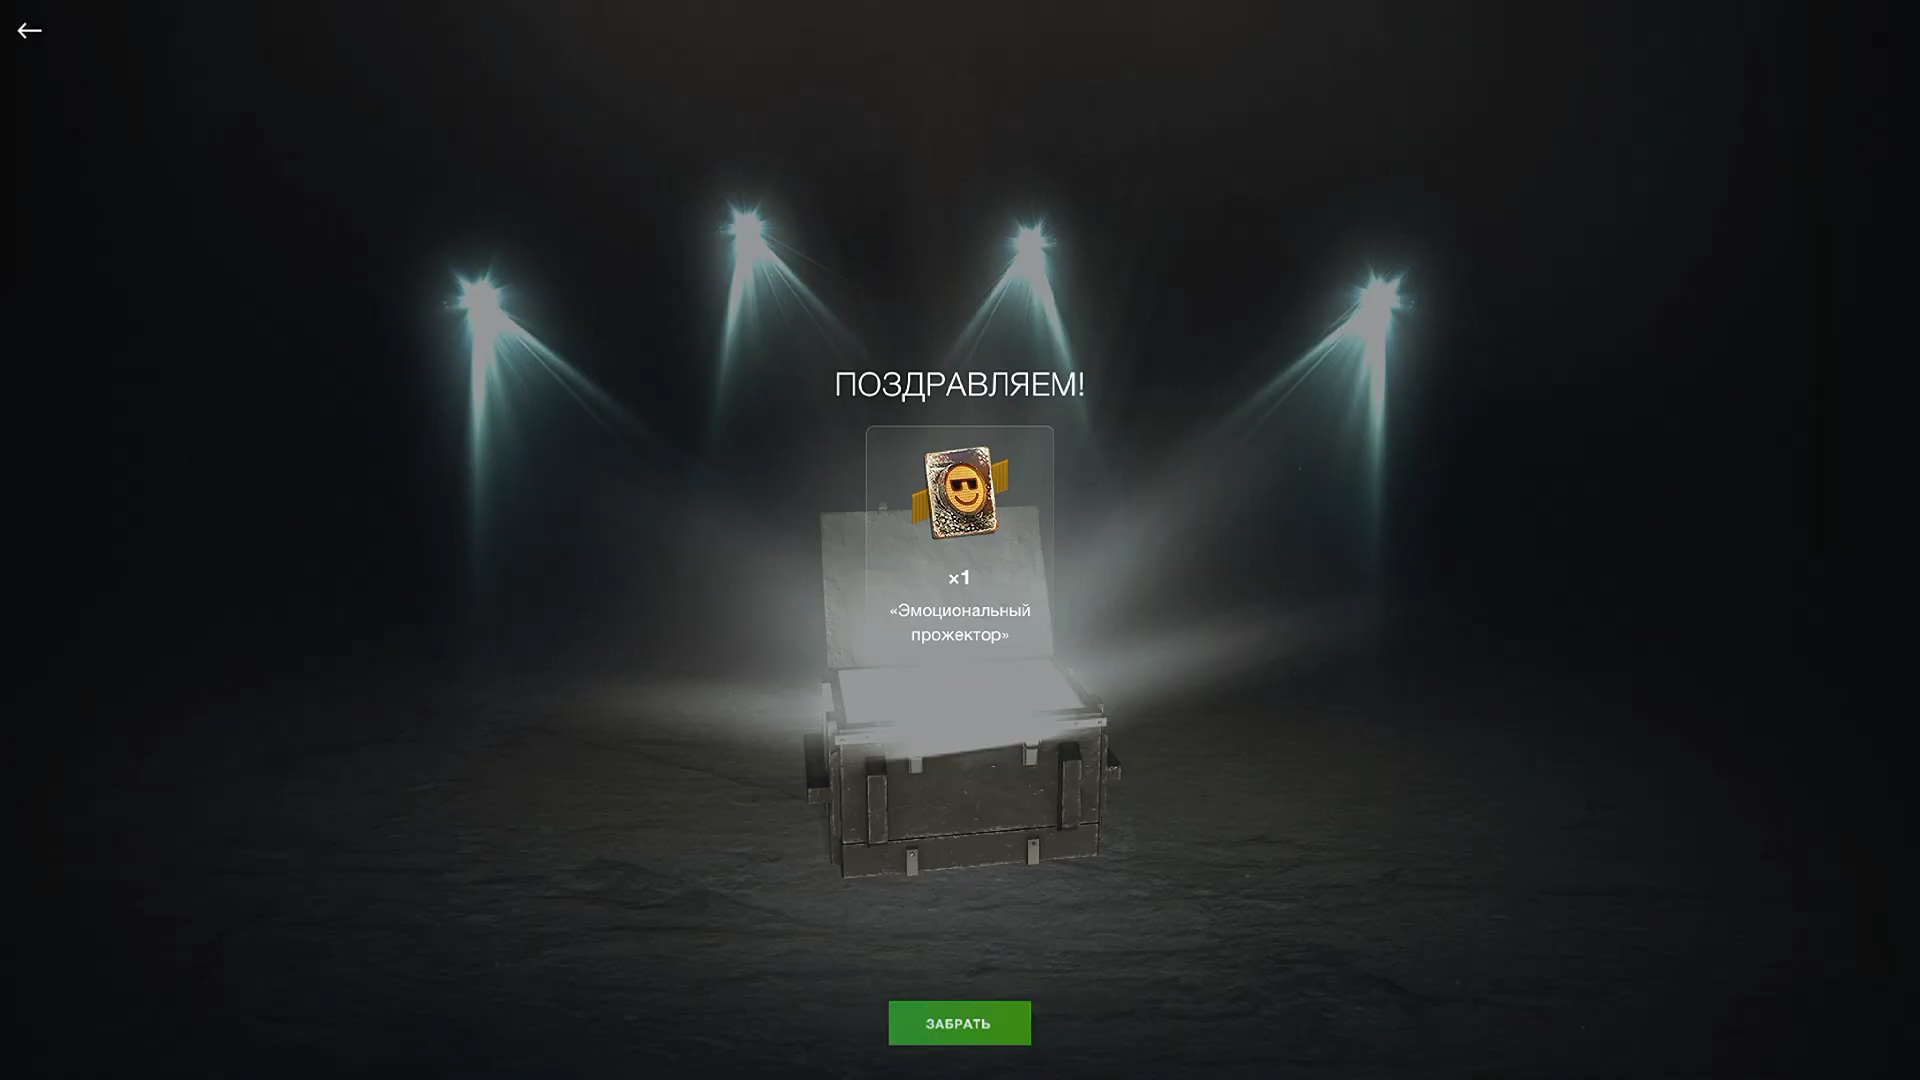 ПОЗДРАВЛЯЕМ!
×1
«Эмоциональный
прожектор»
ЗАБРАТЬ